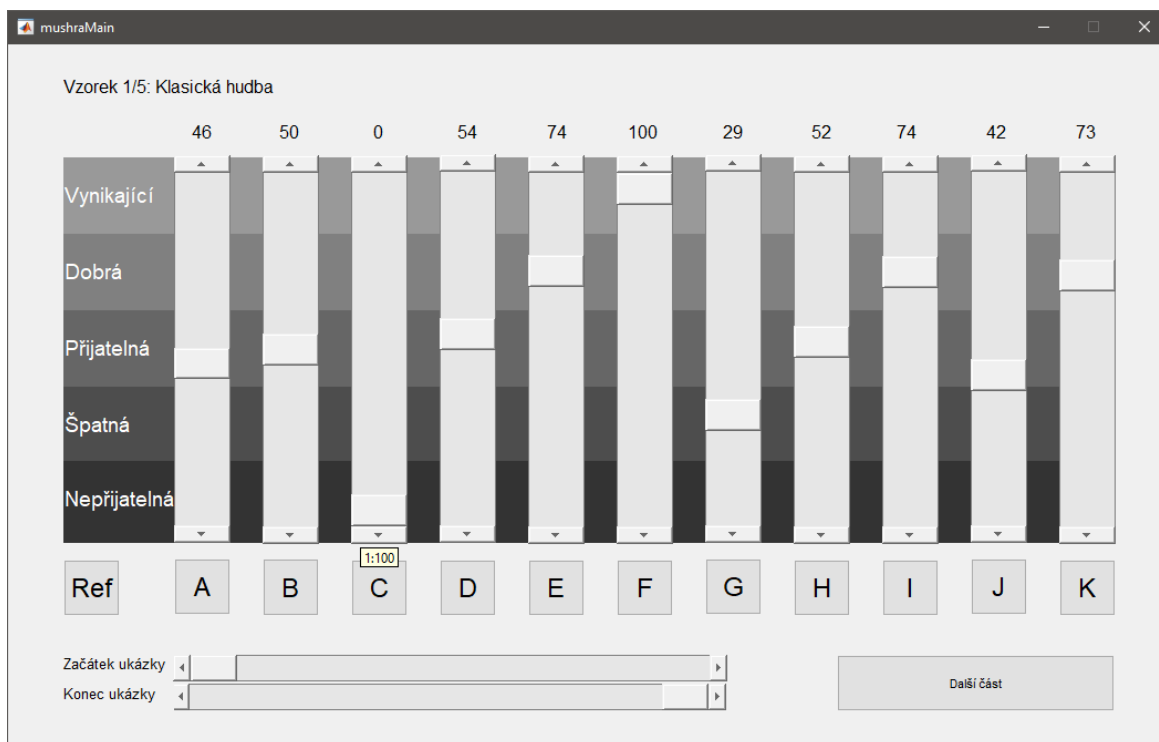 mushraMain
Vzorek 1/5: Klasická hudba
46 50 0 54 74 100 29 52 74 42 73
Vynikající
Dobrá
Přijatelná
Špatná
Nepřijatelná
1:100
Ref A B C D E F G H I J K
Začátek ukázky
Konec ukázky
Další část